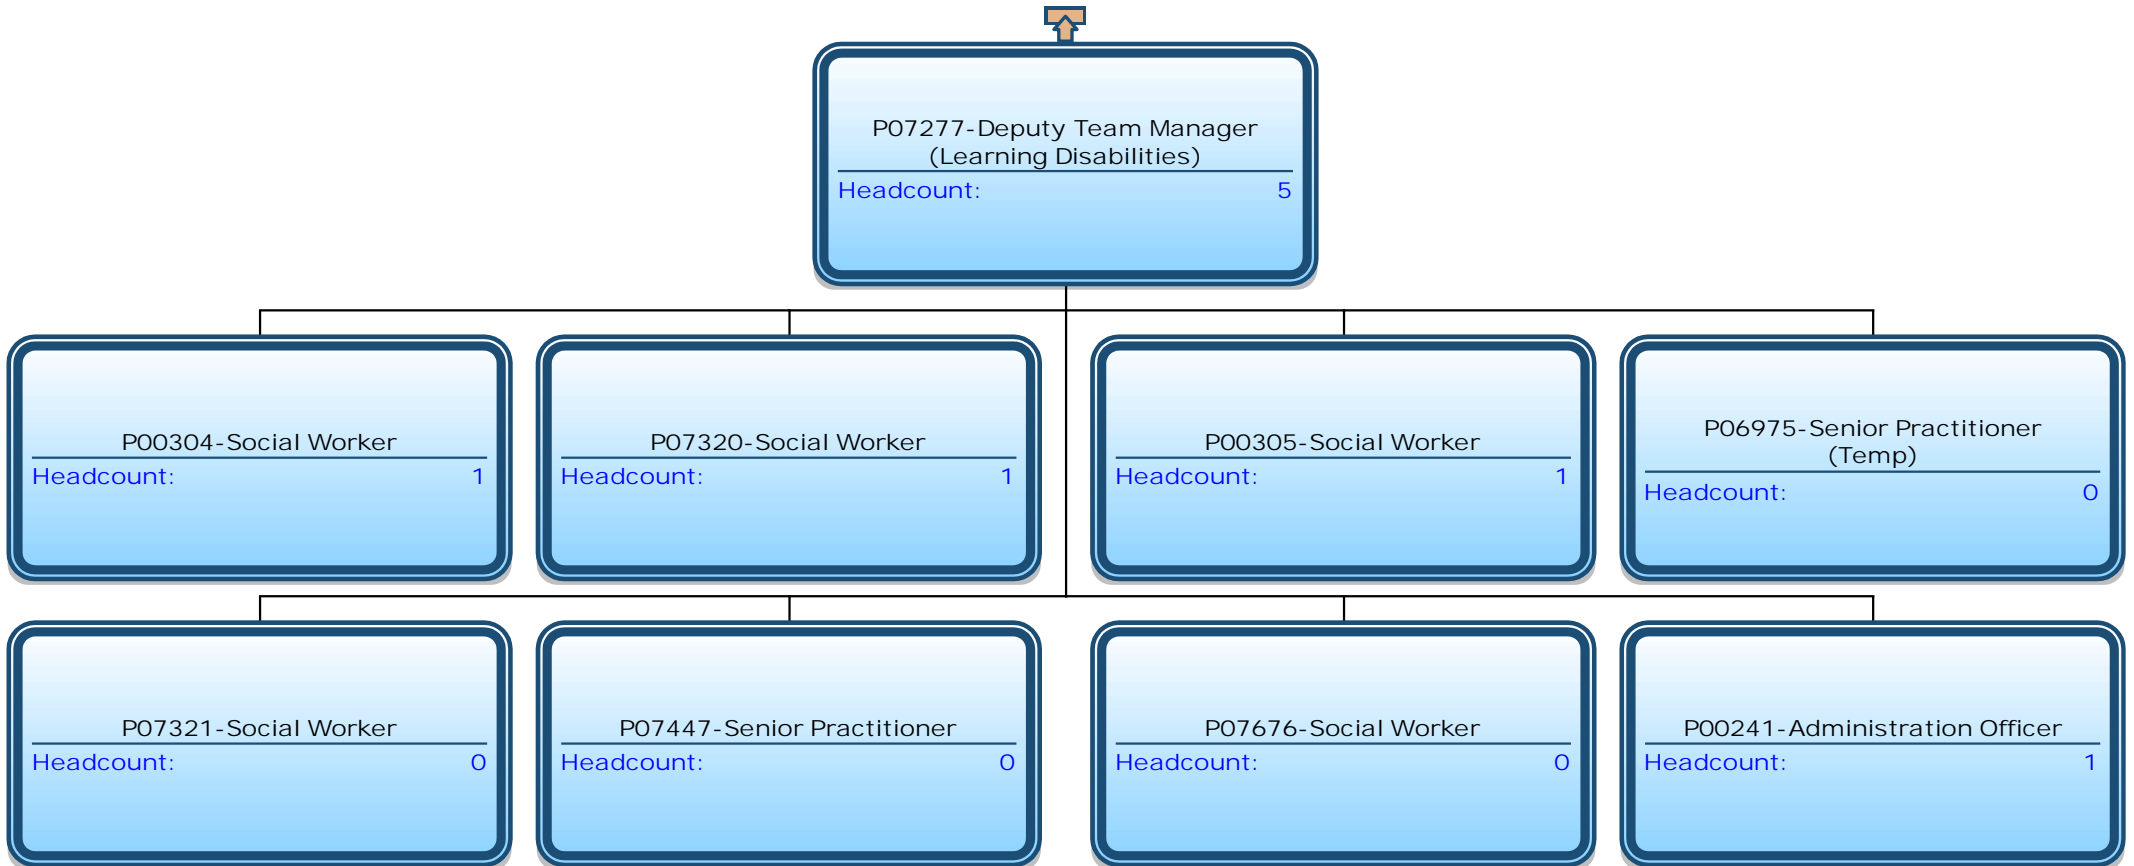 P07277-Deputy Team Manager
(Learning Disabilities)
Headcount: 5
P00304-Social Worker
Headcount: 1
P07320-Social Worker
Headcount: 1
P00305-Social Worker
Headcount: 1
P06975-Senior Practitioner
(Temp)
Headcount: 0
P07321-Social Worker
Headcount: 0
P07447-Senior Practitioner
Headcount: 0
P07676-Social Worker
Headcount: 0
P00241-Administration Officer
Headcount: 1